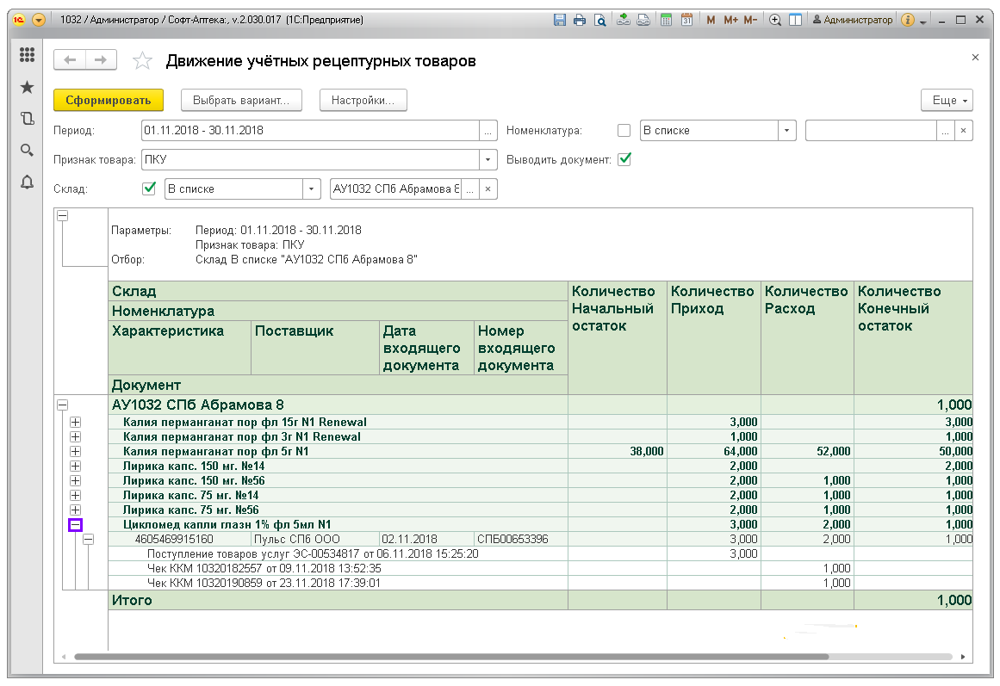 1032 / Администратор / Софт-Аптека:, v.2.030.017 (1С:Предприятие) M M+ M- Администратор
Движение учётных рецептурных товаров
Сформировать Выбрать вариант... Настройки... Еще
Период: 01.11.2018 - 30.11.2018 ... Номенклатура: В списке ... ×
Признак товара: ПКУ Выводить документ:
Склад: В списке АУ1032 СПб Абрамова 8 ... ×
Параметры: Период: 01.11.2018 - 30.11.2018
Признак товара: ПКУ
Отбор: Склад В списке "АУ1032 СПб Абрамова 8"
Склад Количество Количество Количество Количество
Номенклатура Начальный Приход Расход Конечный
остаток остаток
Характеристика Поставщик Дата Номер
входящего входящего
документа документа
Документ
АУ1032 СПб Абрамова 8 1,000
Калия перманганат пор фл 15г N1 Renewal 3,000 3,000
Калия перманганат пор фл 3г N1 Renewal 1,000 1,000
Калия перманганат пор фл 5г N1 38,000 64,000 52,000 50,000
Лирика капс. 150 мг. №14 2,000 2,000
Лирика капс. 150 мг. №56 2,000 1,000 1,000
Лирика капс. 75 мг. №14 2,000 1,000 1,000
Лирика капс. 75 мг. №56 2,000 1,000 1,000
Цикломед капли глазн 1% фл 5мл N1 3,000 2,000 1,000
4605469915160 Пульс СПб ООО 02.11.2018 СПБ00653396 3,000 2,000 1,000
Поступление товаров услуг ЭС-00534817 от 06.11.2018 15:25:20 3,000
Чек ККМ 10320182557 от 09.11.2018 13:52:35 1,000
Чек ККМ 10320190859 от 23.11.2018 17:39:01 1,000
Итого 1,000